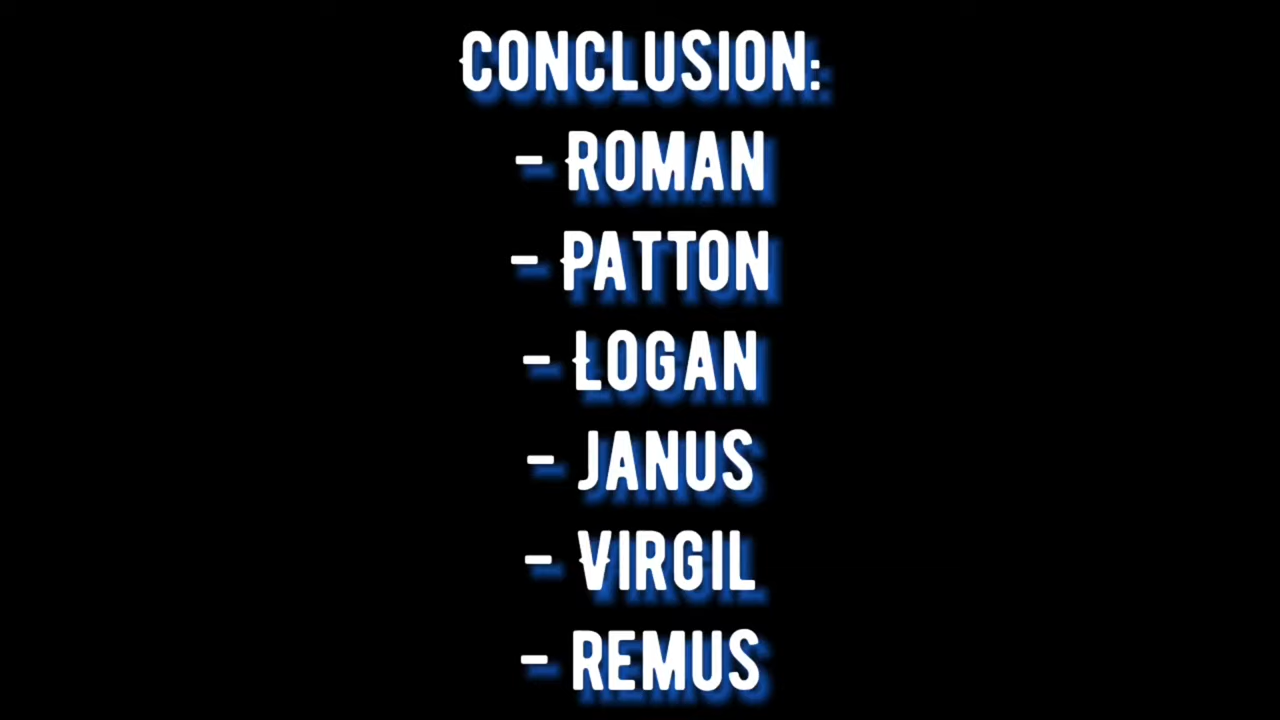 CONCLUSION:
- ROMAN
- PATTON
- LOGAN
- JANUS
- VIRGIL
- REMUS